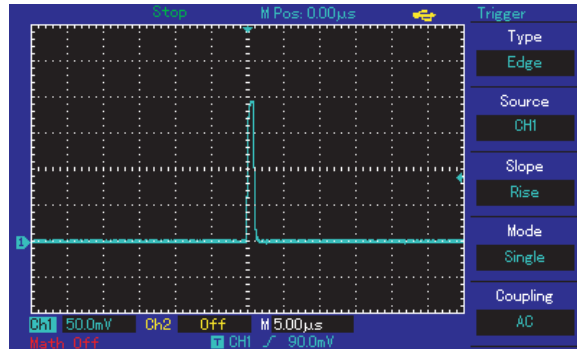 Stop M Pos: 0.00μs Trigger
Type
Edge
Source
CH1
Slope
Rise
Mode
Single
Coupling
AC
1
Ch1 50.0mV Ch2 Off M 5.00μs
Math Off T CH1 90.0mV